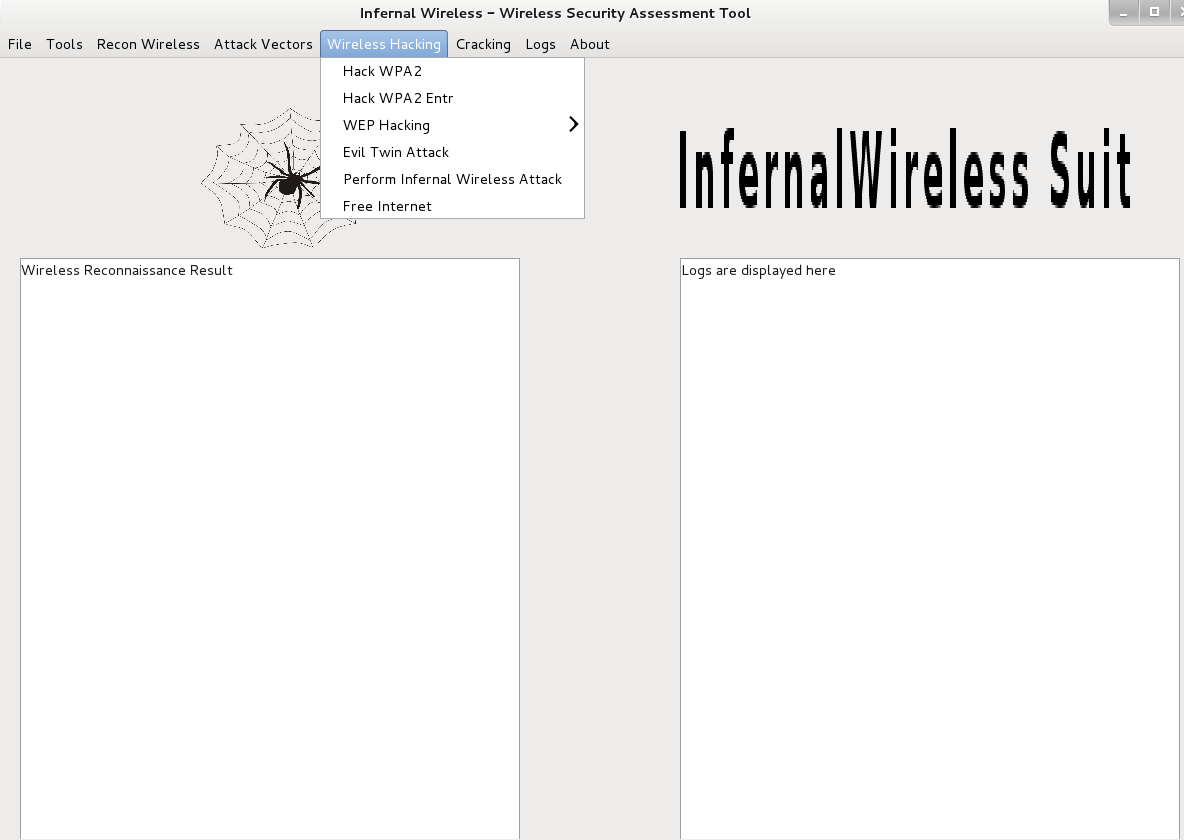 Infernal Wireless - Wireless Security Assessment Tool
File Tools Recon Wireless Attack Vectors Wireless Hacking Cracking Logs About
Hack WPA2
Hack WPA2 Entr
WEP Hacking
Evil Twin Attack
Perform Infernal Wireless Attack
Free Internet
InfernalWireless Suit
Wireless Reconnaissance Result
Logs are displayed here